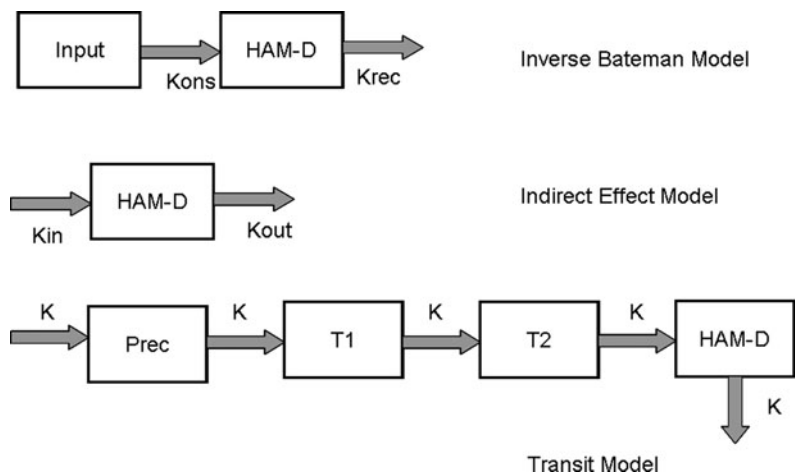 Input
HAM-D
Kons
Krec
Inverse Bateman Model
HAM-D
Kin
Kout
Indirect Effect Model
K
Prec
K
T1
K
T2
K
HAM-D
K
Transit Model